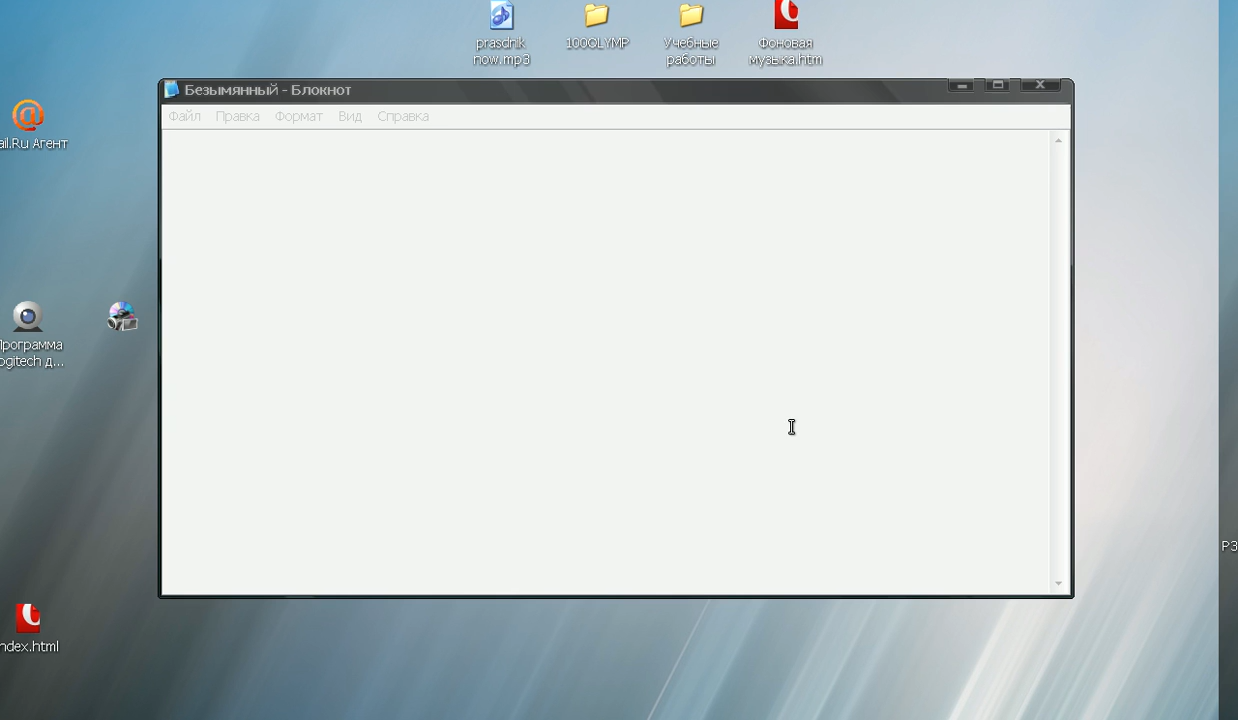 prasdnik
now.mp3
100OLYMP
Учебные
работы
Фоновая
музыка.htm
Безымянный - Блокнот
Файл Правка Формат Вид Справка
ail.Ru Агент
Программа
ogitech д...
ndex.html
P3